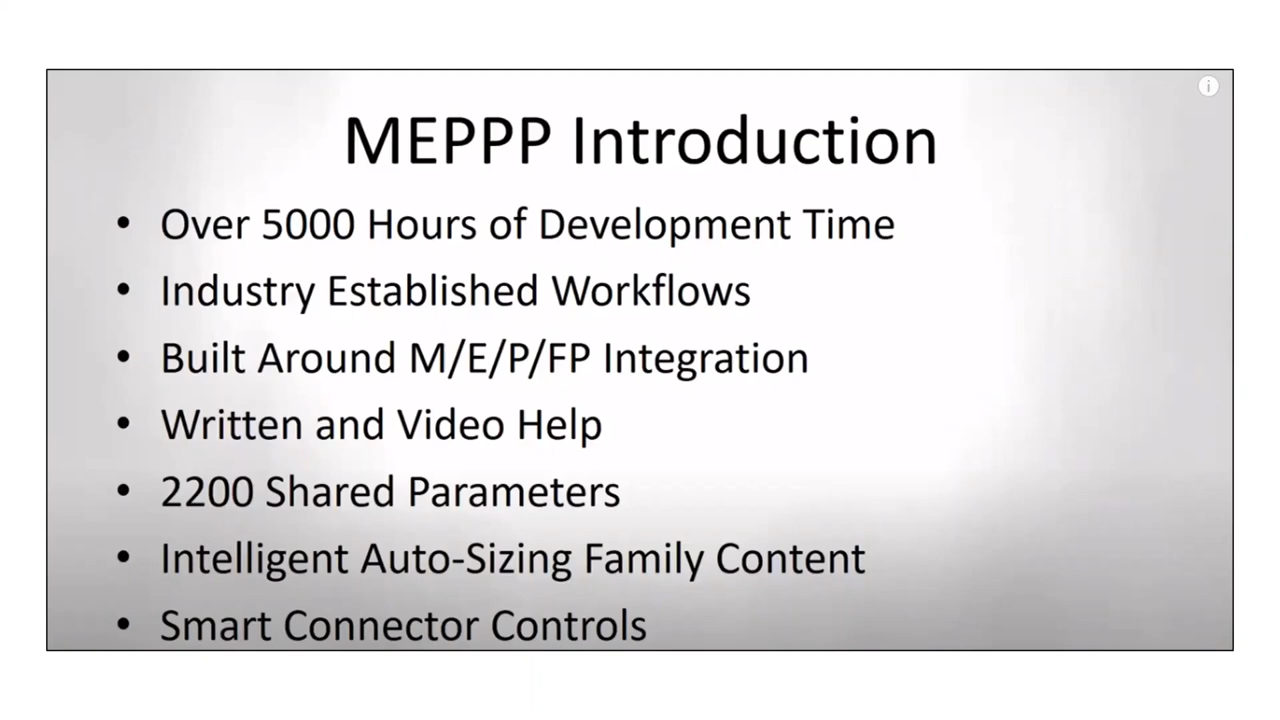 MEPPP Introduction
• Over 5000 Hours of Development Time
• Industry Established Workflows
• Built Around M/E/P/FP Integration
• Written and Video Help
• 2200 Shared Parameters
• Intelligent Auto-Sizing Family Content
• Smart Connector Controls